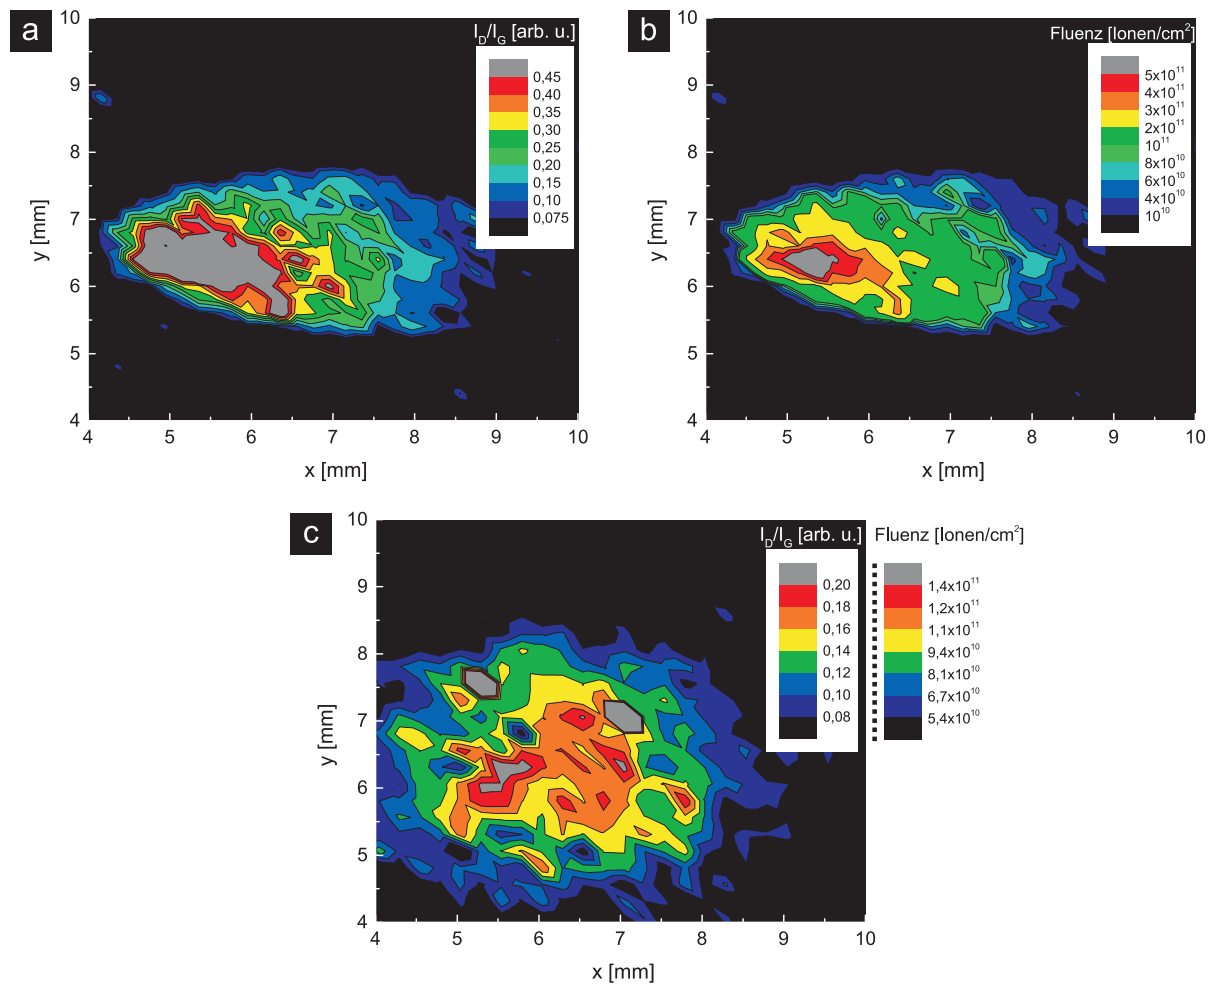 a
I_D/I_G [arb. u.]
0,45
0,40
0,35
0,30
0,25
0,20
0,15
0,10
0,075
10
9
8
7
6
5
4
y [mm]
4 5 6 7 8 9 10
x [mm]
b
Fluenz [Ionen/cm²]
5x10¹¹
4x10¹¹
3x10¹¹
2x10¹¹
10¹¹
8x10¹⁰
6x10¹⁰
4x10¹⁰
10¹⁰
10
9
8
7
6
5
4
y [mm]
4 5 6 7 8 9 10
x [mm]
c
I_D/I_G [arb. u.] Fluenz [Ionen/cm²]
0,20 1,4x10¹¹
0,18 1,2x10¹¹
0,16 1,1x10¹¹
0,14 9,4x10¹⁰
0,12 8,1x10¹⁰
0,10 6,7x10¹⁰
0,08 5,4x10¹⁰
10
9
8
7
6
5
4
y [mm]
4 5 6 7 8 9 10
x [mm]